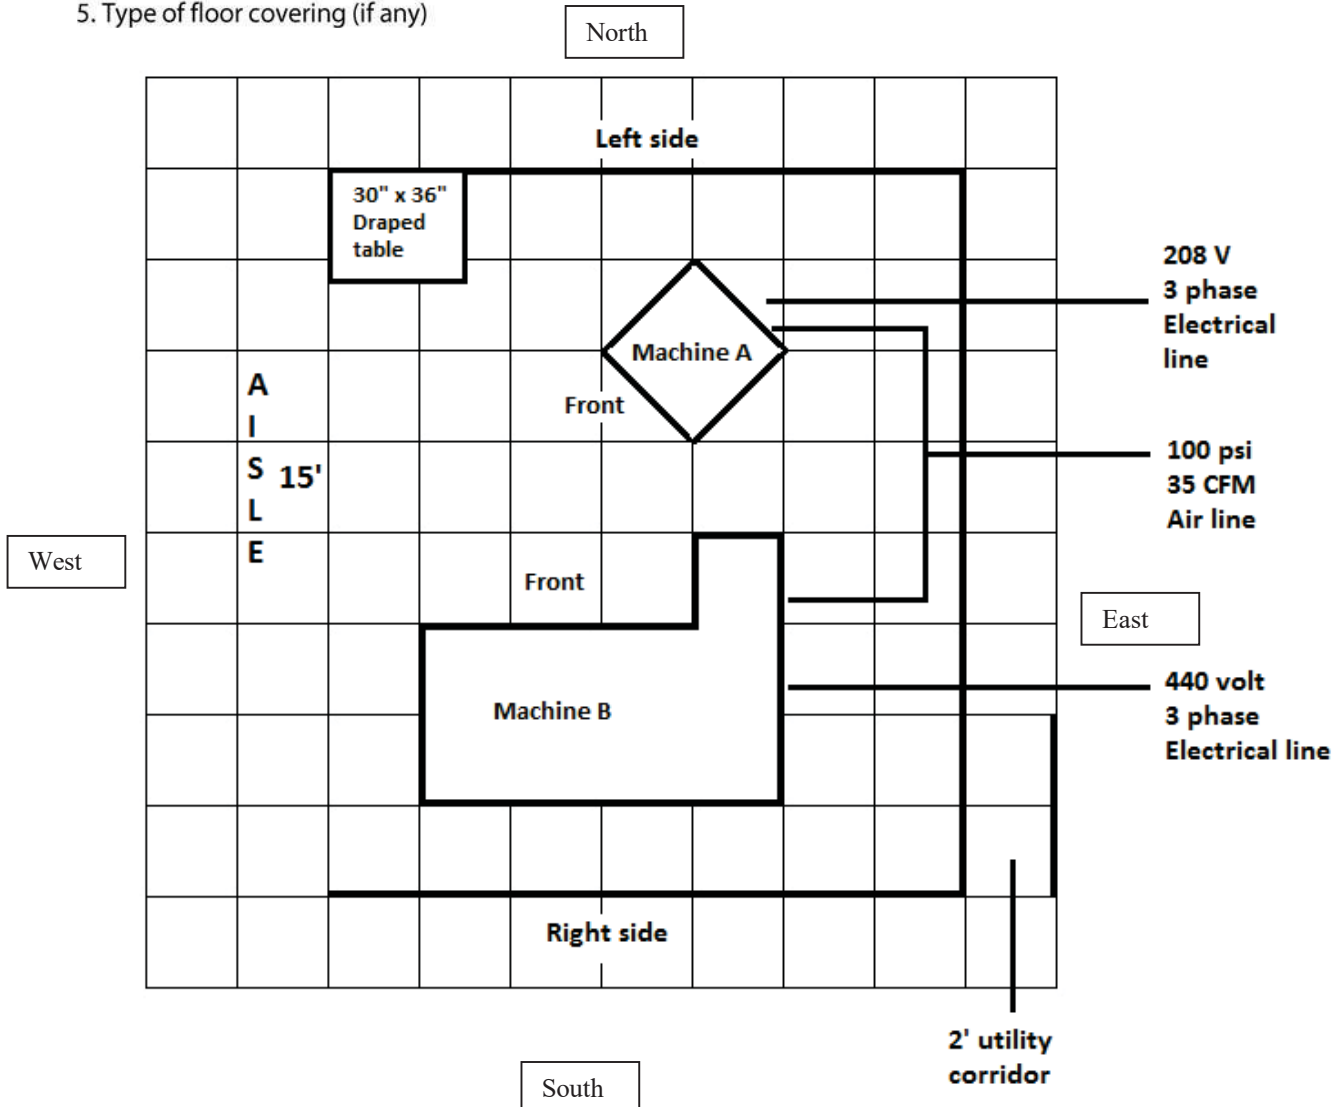 5. Type of floor covering (if any)
North
Left side
30" x 36"
Draped
table
208 V
3 phase
Electrical
line
Machine A
Front
A
I
S
L
E
15'
100 psi
35 CFM
Air line
West
Front
East
440 volt
3 phase
Electrical line
Machine B
Right side
2' utility
corridor
South